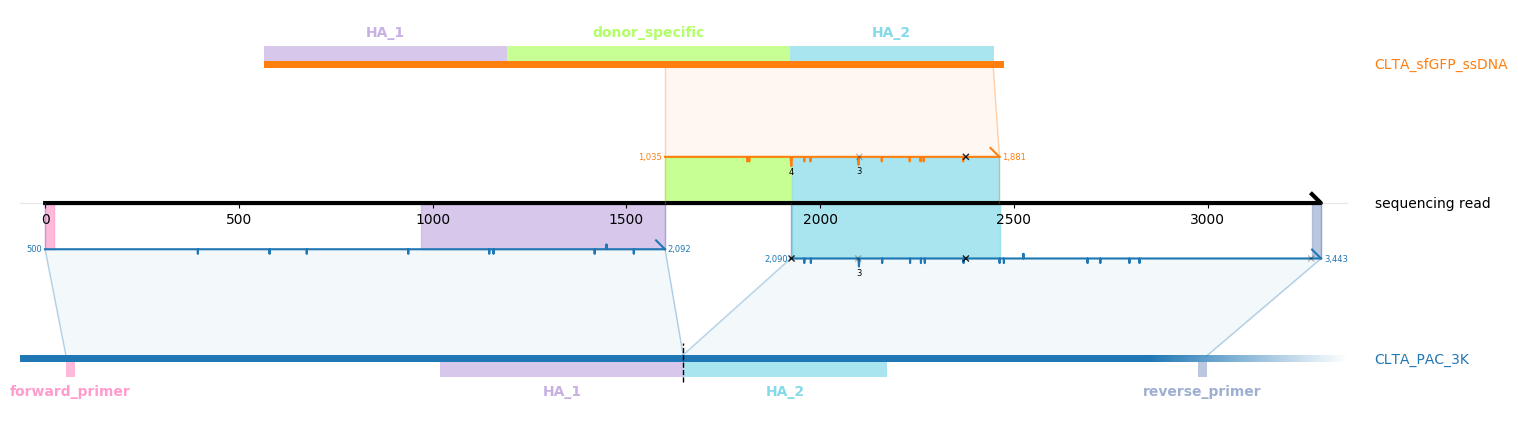 HA_1 donor_specific HA_2
CLTA_sfGFP_ssDNA
1,035 1,881
4 3
sequencing read
0 500 1000 1500 2000 2500 3000
500 2,092 2,090 3,443
3
CLTA_PAC_3K
forward_primer HA_1 HA_2 reverse_primer